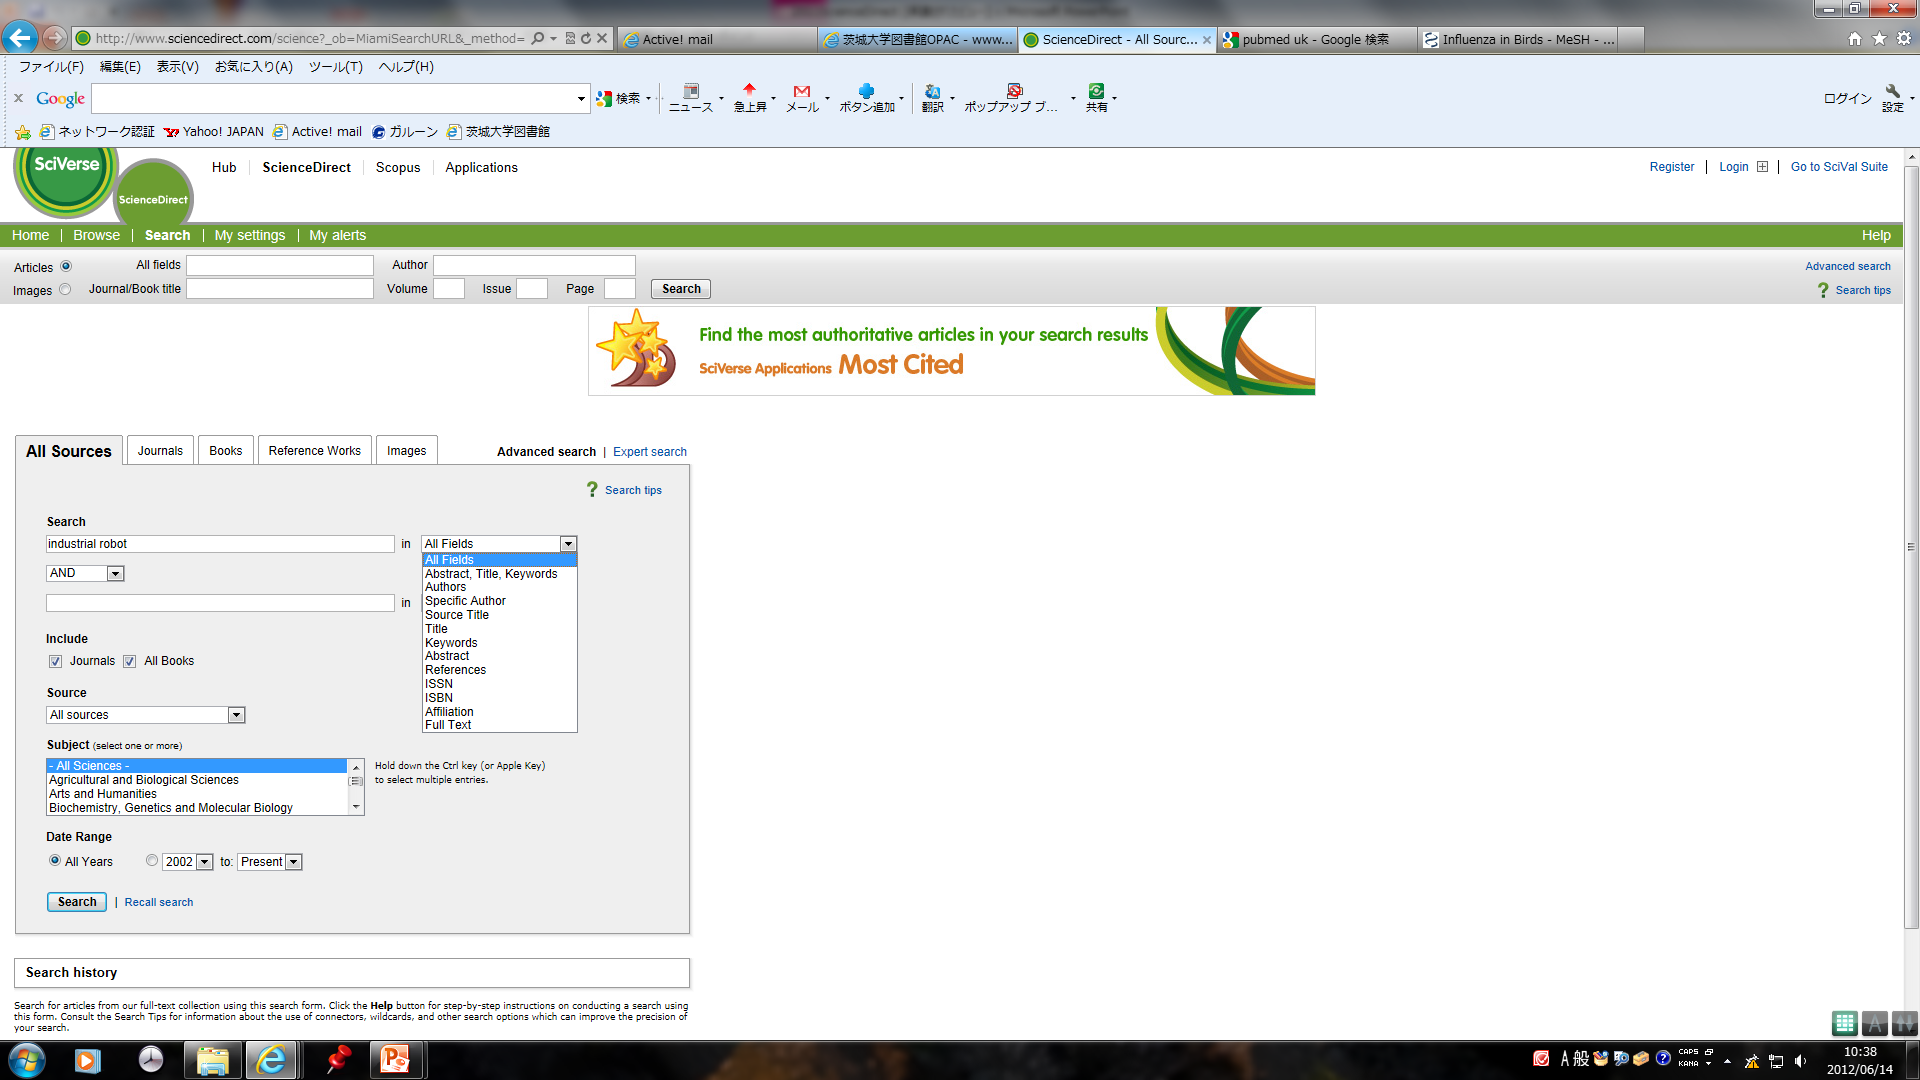 http://www.sciencedirect.com/science?_ob=MiamiSearchURL&_method=
Active! mail
茨城大学図書館OPAC - www...
ScienceDirect - All Sourc...
pubmed uk - Google 検索
Influenza in Birds - MeSH - ...
ファイル(F) 編集(E) 表示(V) お気に入り(A) ツール(T) ヘルプ(H)
x Google 検索 ニュース 急上昇 メール ボタン追加 翻訳 ポップアップ ブ... 共有 ログイン 設定
ネットワーク認証 Yahoo! JAPAN Active! mail ガルーン 茨城大学図書館
SciVerse
ScienceDirect
Hub ScienceDirect Scopus Applications
Register Login Go to SciVal Suite
Home | Browse | Search | My settings | My alerts Help
Articles All fields Author Advanced search
Images Journal/Book title Volume Issue Page Search ? Search tips
Find the most authoritative articles in your search results
SciVerse Applications Most Cited
All Sources Journals Books Reference Works Images Advanced search | Expert search
? Search tips
Search
industrial robot in All Fields
All Fields
Abstract, Title, Keywords
Authors
Specific Author
Source Title
Title
Keywords
Abstract
References
ISSN
ISBN
Affiliation
Full Text
AND
in
Include
Journals All Books
Source
All sources
Subject (select one or more)
- All Sciences -
Agricultural and Biological Sciences
Arts and Humanities
Biochemistry, Genetics and Molecular Biology
Hold down the Ctrl key (or Apple Key)
to select multiple entries.
Date Range
All Years 2002 to: Present
Search | Recall search
Search history
Search for articles from our full-text collection using this search form. Click the Help button for step-by-step instructions on conducting a search using
this form. Consult the Search Tips for information about the use of connectors, wildcards, and other search options which can improve the precision of
your search.
A 般 CAPS
KANA
10:38
2012/06/14